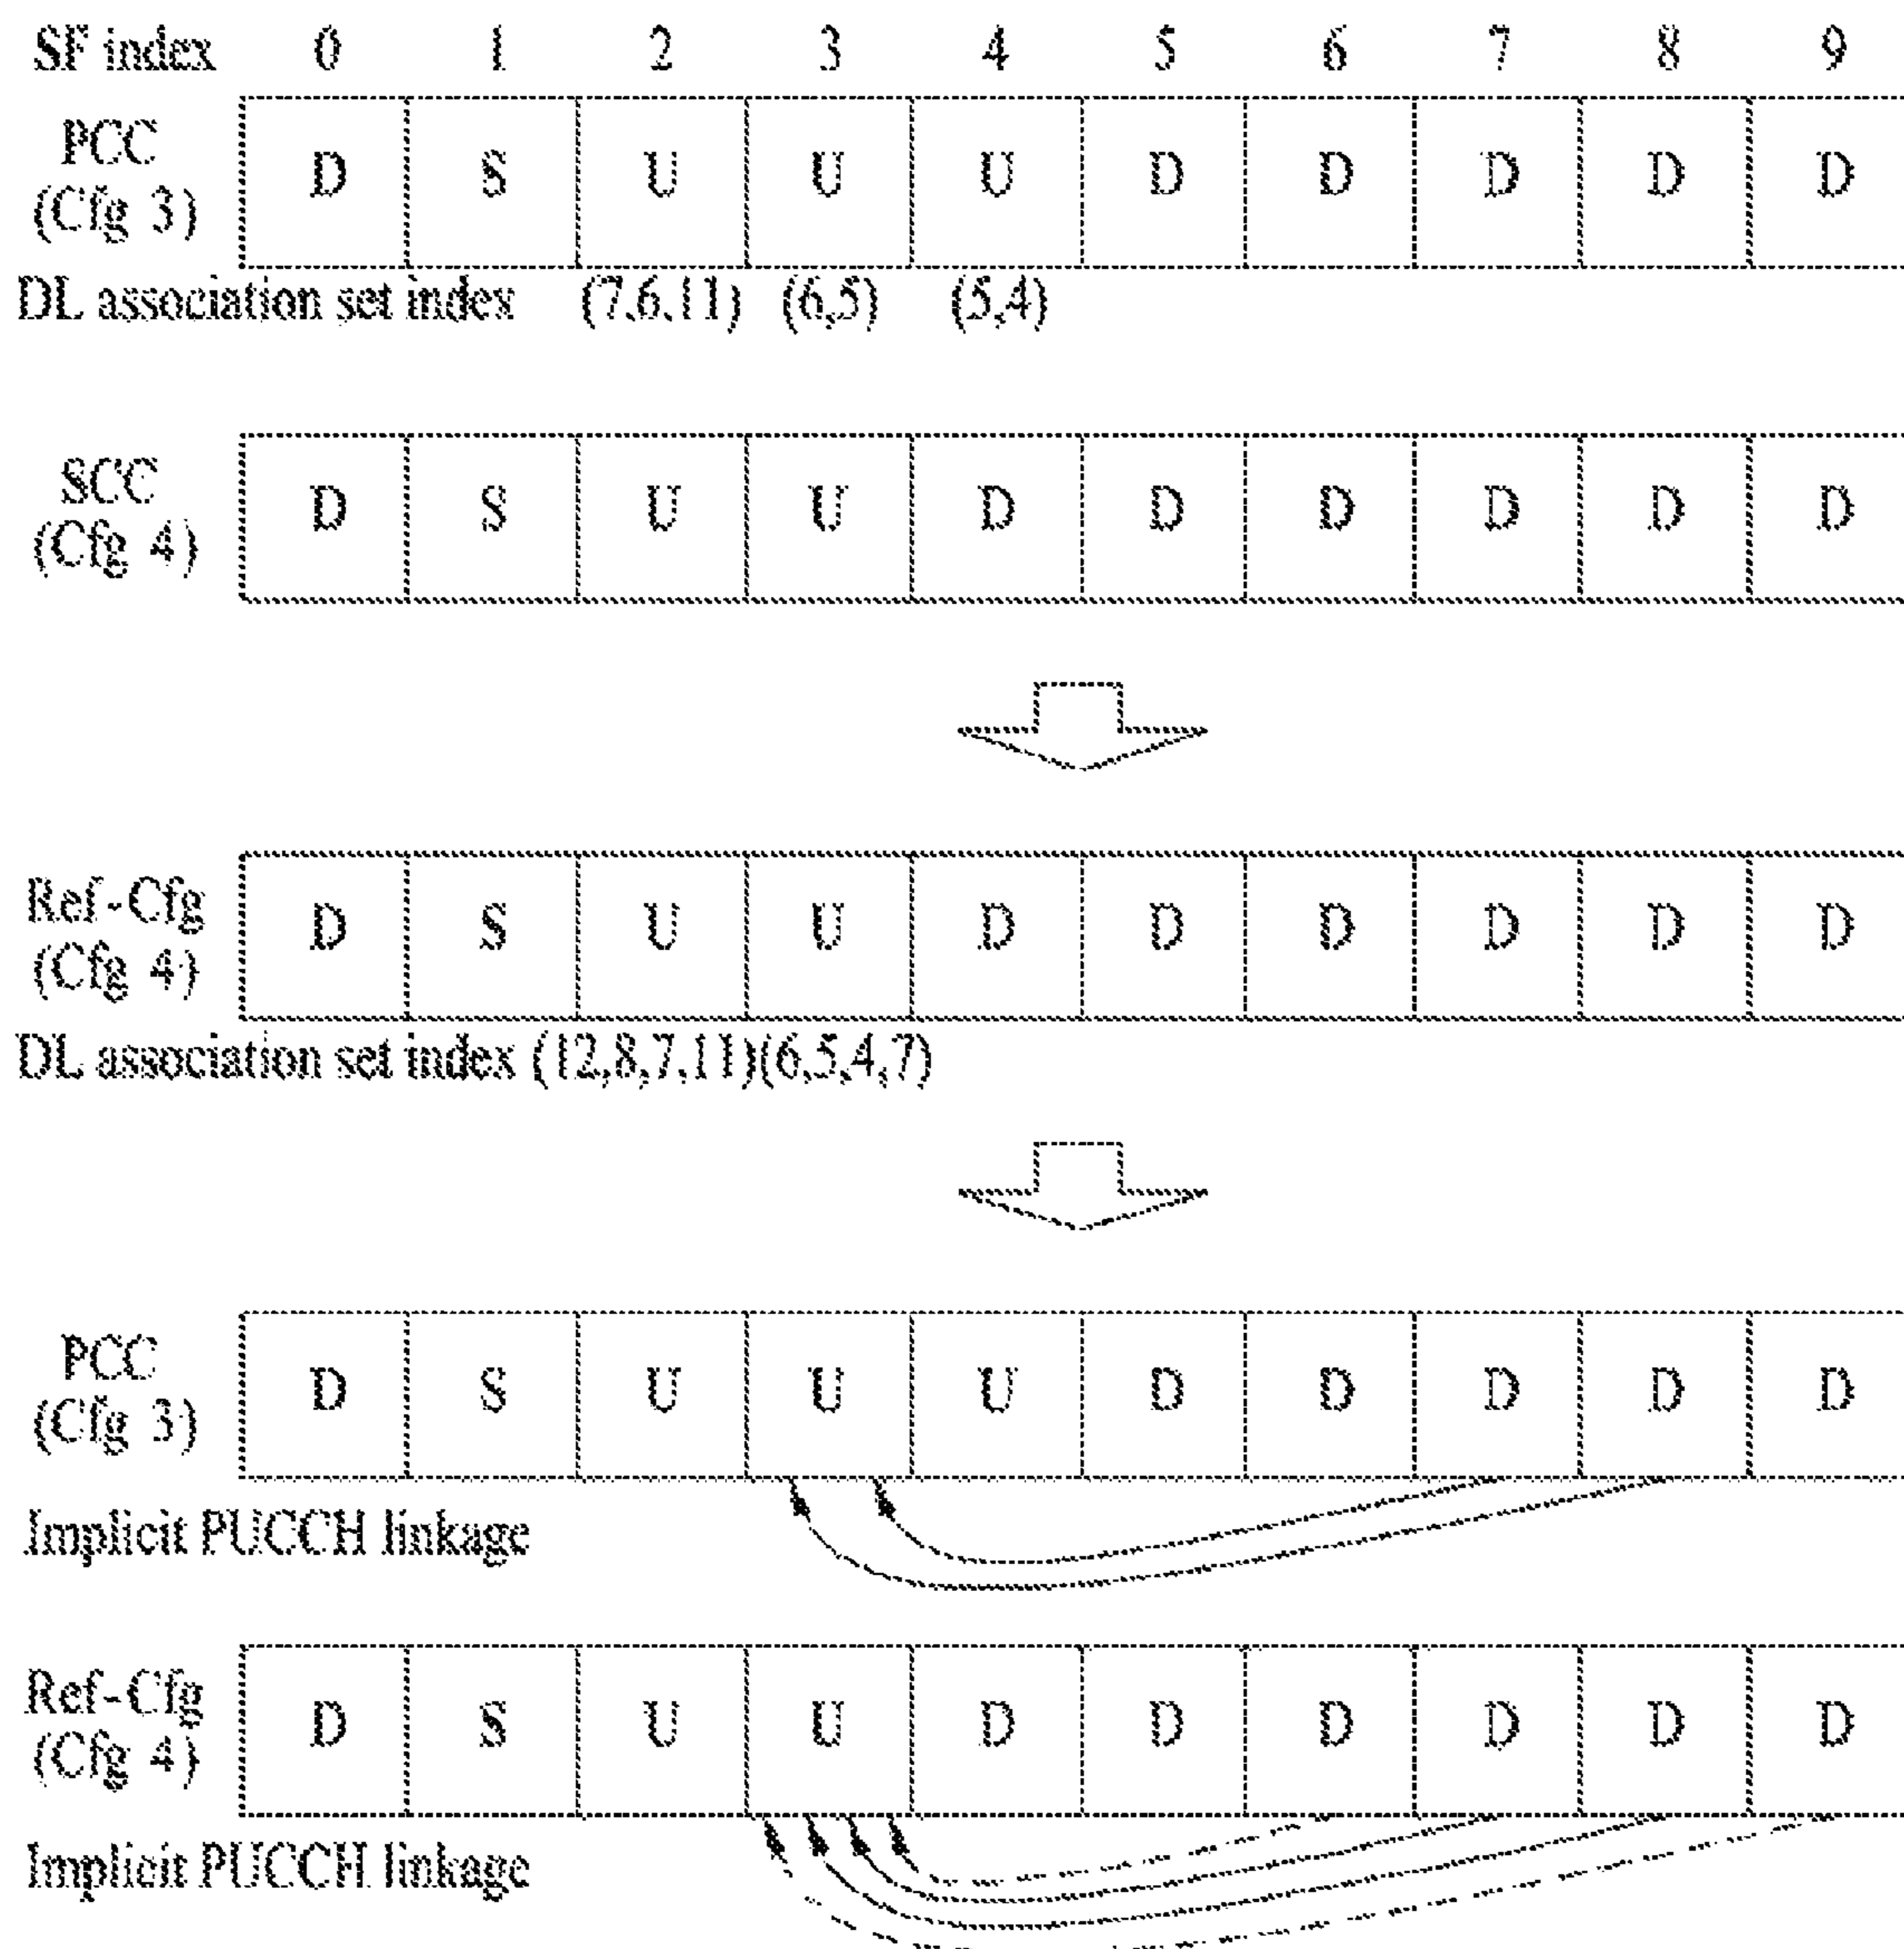 SF index 0 1 2 3 4 5 6 7 8 9
PCC
(Cfg 3)
D S U U U D D D D D
DL association set index (7,6,11) (6,5) (5,4)
SCC
(Cfg 4)
D S U U D D D D D D
Ref-Cfg
(Cfg 4)
D S U U D D D D D D
DL association set index (12,8,7,11)(6,5,4,7)
PCC
(Cfg 3)
D S U U U D D D D D
Implicit PUCCH linkage
Ref-Cfg
(Cfg 4)
D S U U D D D D D D
Implicit PUCCH linkage